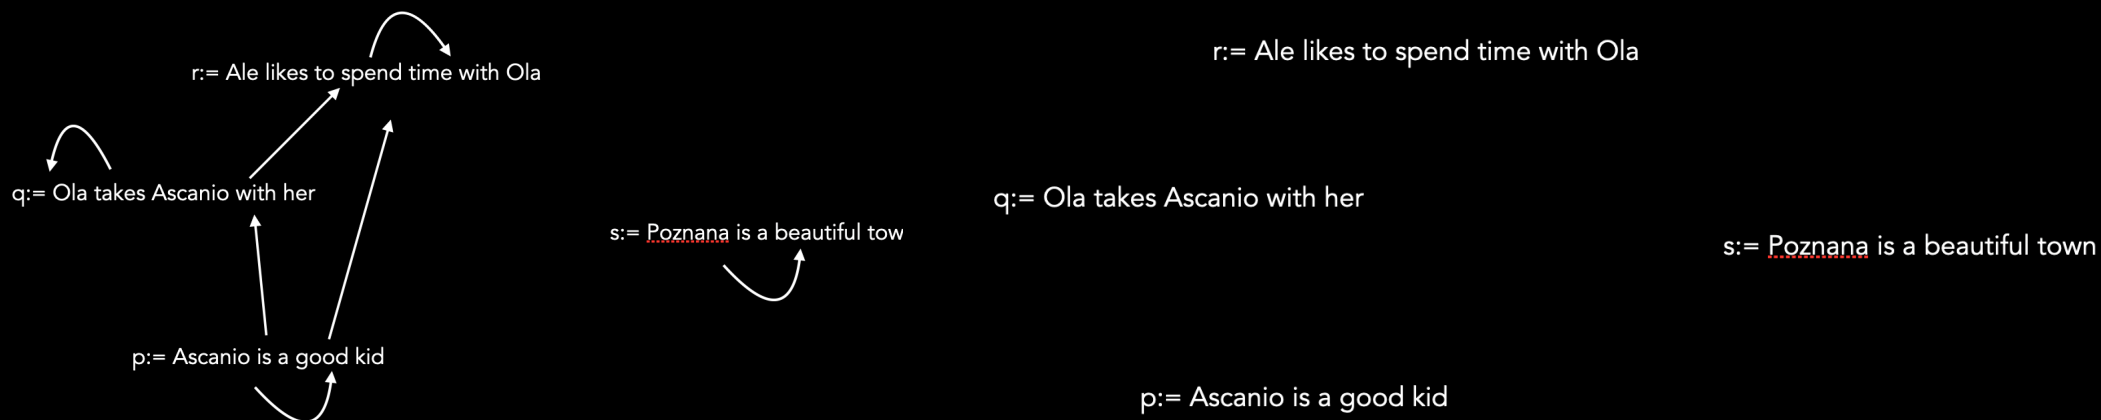 r:= Ale likes to spend time with Ola
q:= Ola takes Ascanio with her
s:= Poznana is a beautiful tow
p:= Ascanio is a good kid
r:= Ale likes to spend time with Ola
q:= Ola takes Ascanio with her
s:= Poznana is a beautiful town
p:= Ascanio is a good kid